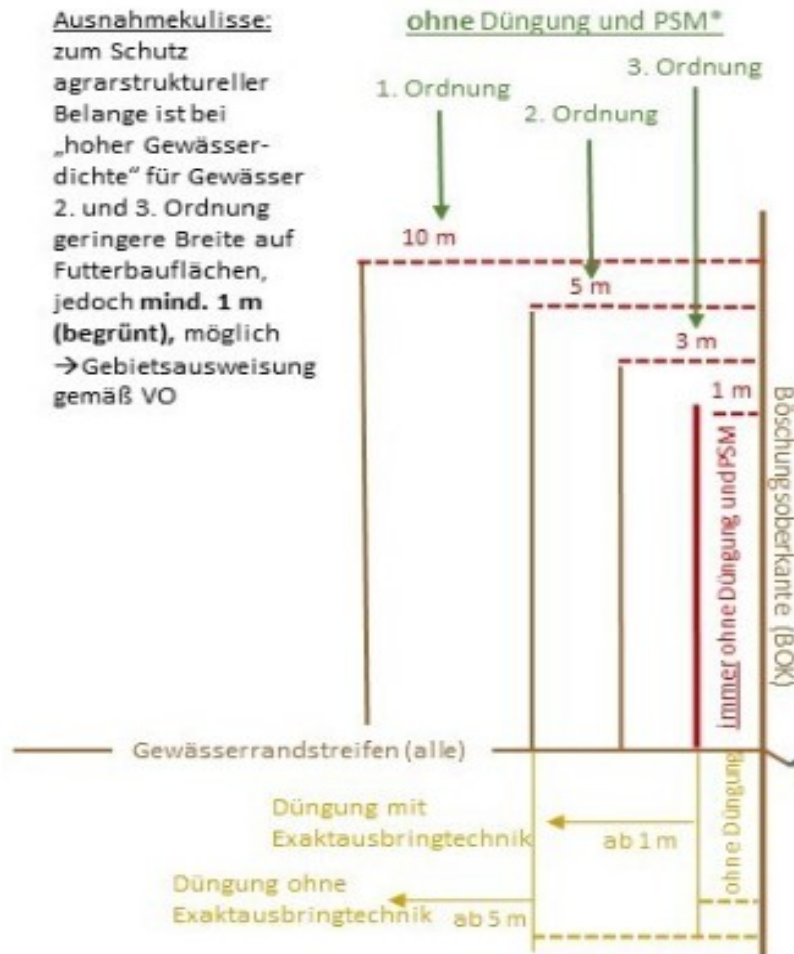 Ausnahmekulisse:
zum Schutz
agrarstruktureller
Belange ist bei
„hoher Gewässer-
dichte“ für Gewässer
2. und 3. Ordnung
geringere Breite auf
Futterbauflächen,
jedoch mind. 1 m
(begrünt), möglich
→Gebietsausweisung
gemäß VO
ohne Düngung und PSM*
1. Ordnung
2. Ordnung
3. Ordnung
10 m
5 m
3 m
1 m
immer ohne Düngung und PSM
Böschungsoberkante (BOK)
Gewässerrandstreifen (alle)
Düngung mit
Exaktausbringtechnik
ab 1 m
ohne Düngung
Düngung ohne
Exaktausbringtechnik
ab 5 m